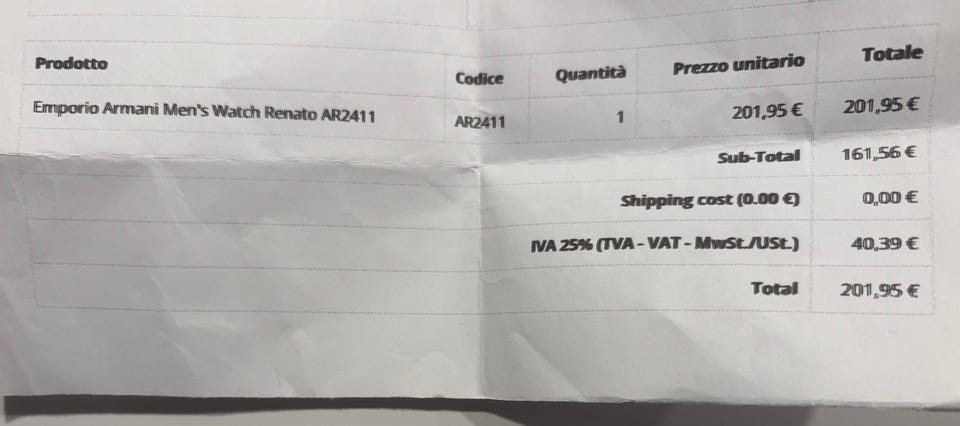 Prodotto Codice Quantità Prezzo unitario Totale
Emporio Armani Men's Watch Renato AR2411 AR2411 1 201,95 € 201,95 €
Sub-Total 161,56 €
Shipping cost (0.00 €) 0,00 €
IVA 25% (TVA - VAT - MwSt./USt.) 40,39 €
Total 201,95 €